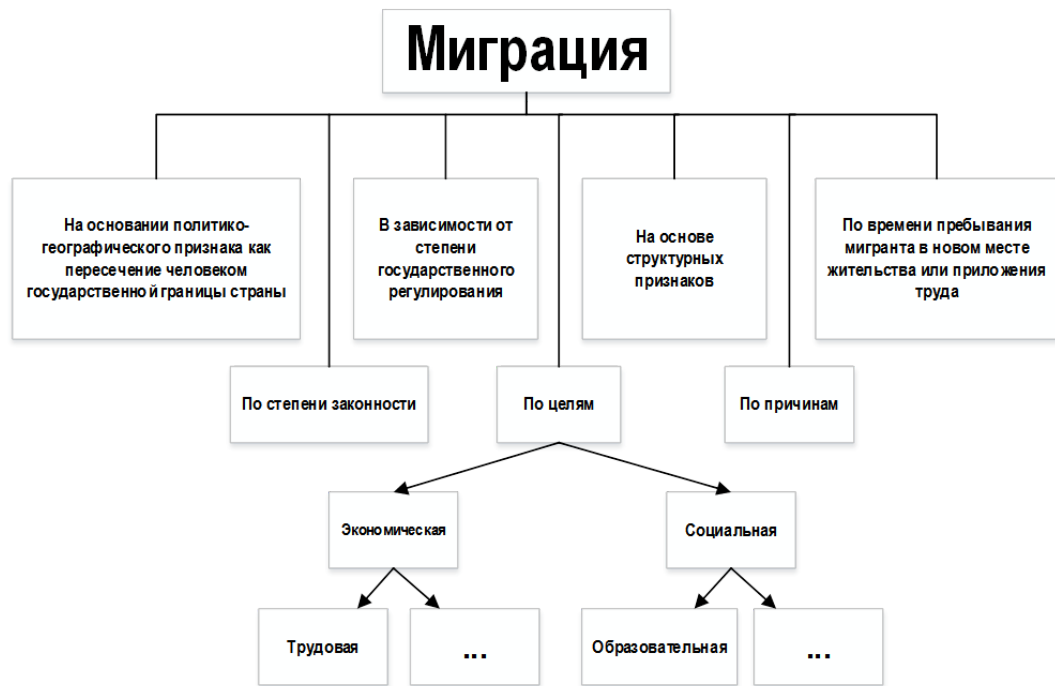 Миграция
На основании политико-
географического признака как
пересечение человеком
государственной границы страны
В зависимости от
степени
государственного
регулирования
На основе
структурных
признаков
По времени пребывания
мигранта в новом месте
жительства или приложения
труда
По степени законности
По целям
По причинам
Экономическая
Социальная
Трудовая
...
Образовательная
...